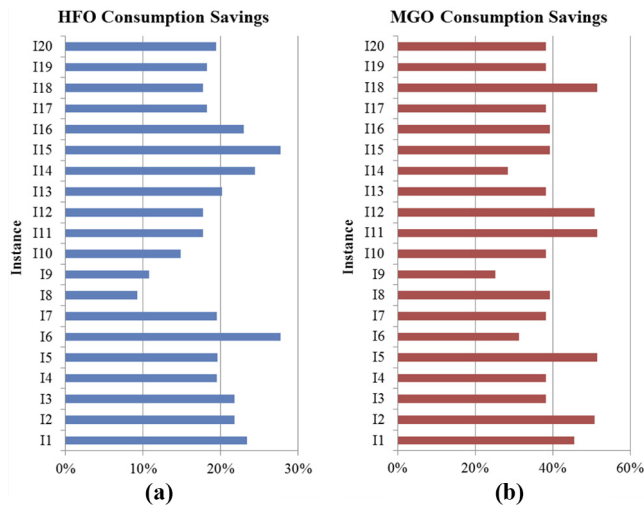 HFO Consumption Savings
I20
I19
I18
I17
I16
I15
I14
I13
I12
I11
I10
I9
I8
I7
I6
I5
I4
I3
I2
I1
Instance
0% 10% 20% 30%
(a)
MGO Consumption Savings
I20
I19
I18
I17
I16
I15
I14
I13
I12
I11
I10
I9
I8
I7
I6
I5
I4
I3
I2
I1
Instance
0% 20% 40% 60%
(b)